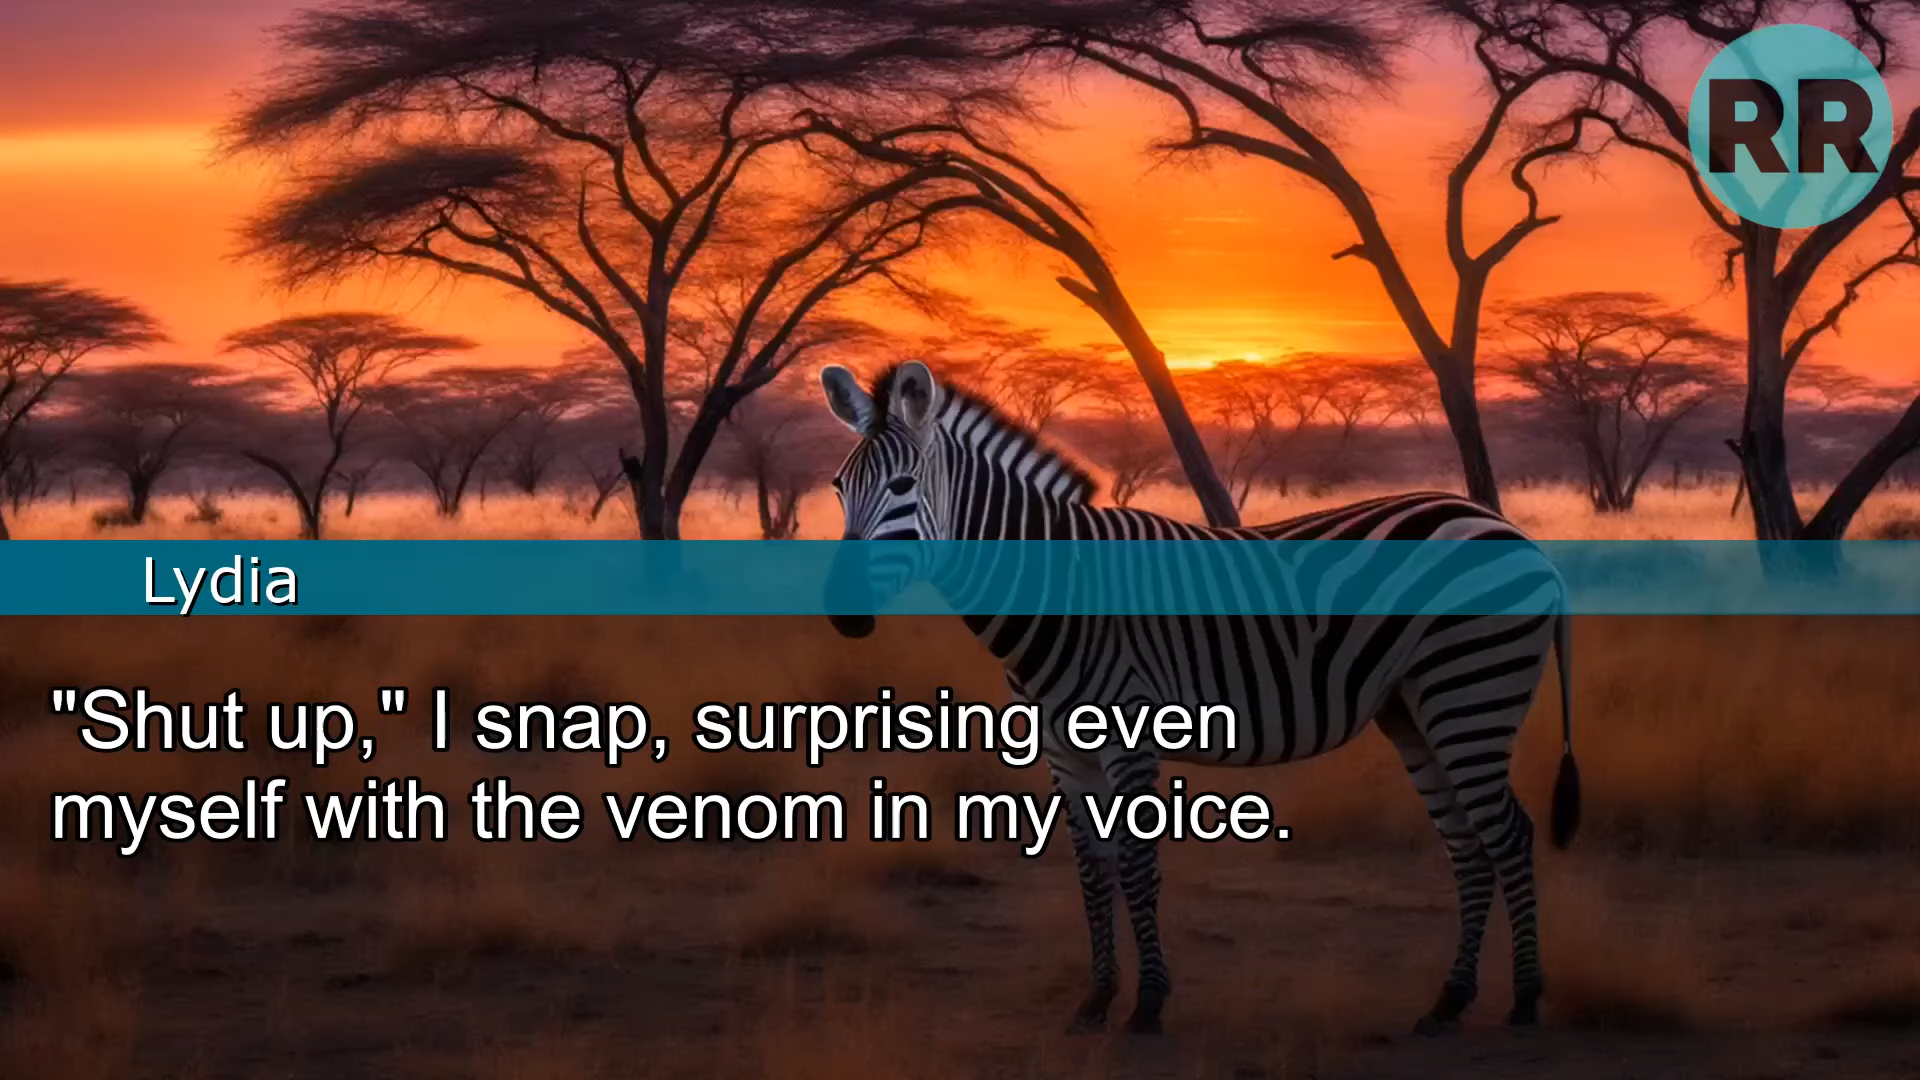 RR
Lydia
"Shut up," I snap, surprising even
myself with the venom in my voice.